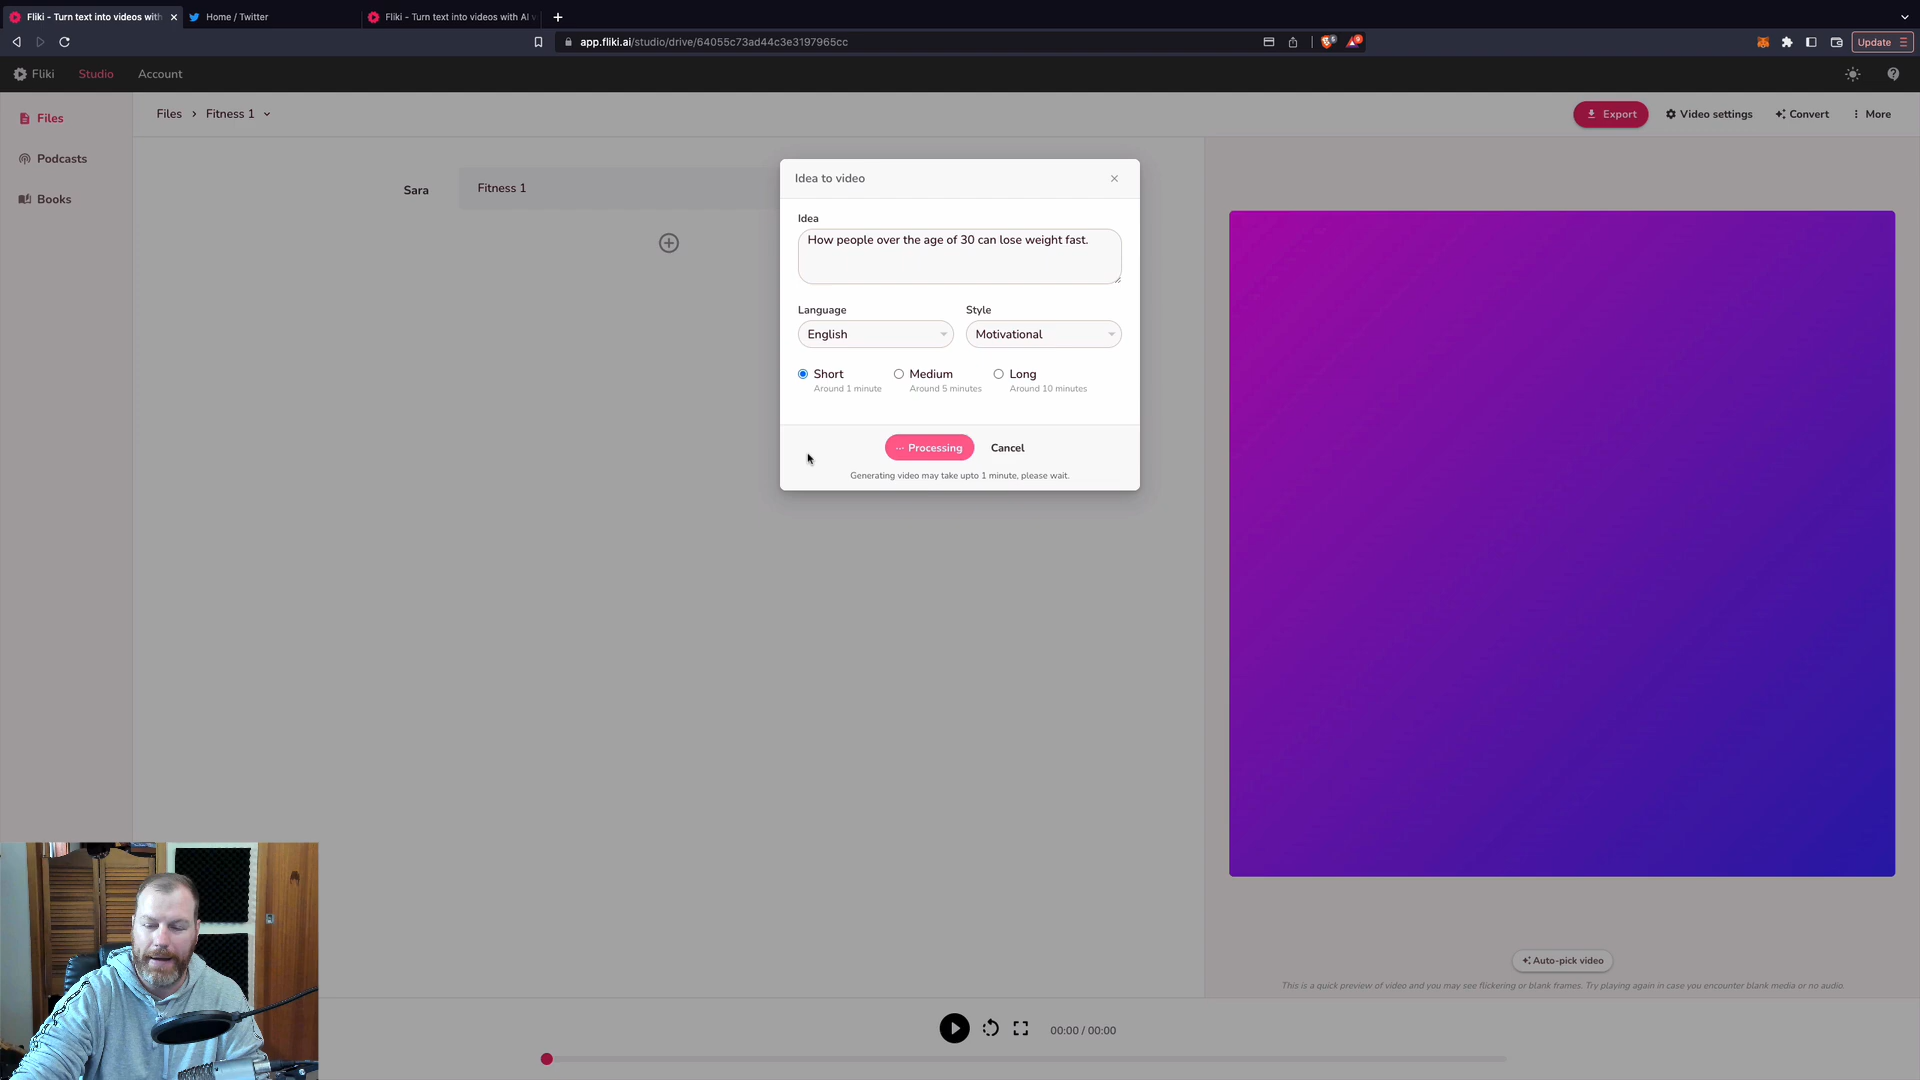 Fliki - Turn text into videos with
Home / Twitter
Fliki - Turn text into videos with AI v
app.fliki.ai/studio/drive/64055c73ad44c3e3197965cc
Update
Fliki
Studio
Account
Files
Podcasts
Books
Files > Fitness 1
Export
Video settings
Convert
More
Sara
Fitness 1
Idea to video
Idea
How people over the age of 30 can lose weight fast.
Language
Style
English
Motivational
Short
Medium
Long
Around 1 minute
Around 5 minutes
Around 10 minutes
··· Processing
Cancel
Generating video may take upto 1 minute, please wait.
Auto-pick video
This is a quick preview of video and you may see flickering or blank frames. Try playing again in case you encounter blank media or no audio.
00:00 / 00:00